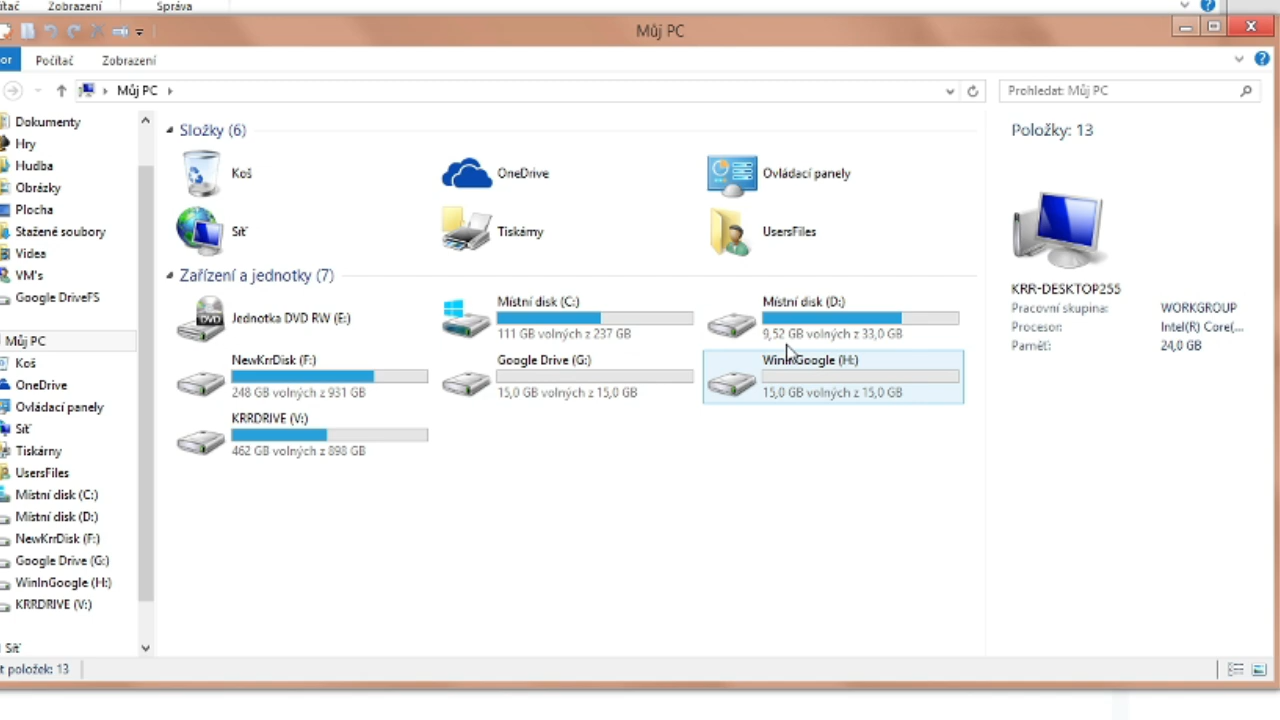 Zobrazení Správa
Můj PC
Počítač Zobrazení
Můj PC
Prohledat: Můj PC
Dokumenty
Hry
Hudba
Obrázky
Plocha
Stažené soubory
Videa
VM's
Google DriveFS
Můj PC
Koš
OneDrive
Ovládací panely
Síť
Tiskárny
UsersFiles
Místní disk (C:)
Místní disk (D:)
NewKrrDisk (F:)
Google Drive (G:)
WinInGoogle (H:)
KRRDRIVE (V:)
Síť
Složky (6)
Koš
OneDrive
Ovládací panely
Síť
Tiskárny
UsersFiles
Zařízení a jednotky (7)
DVD
Jednotka DVD RW (E:)
Místní disk (C:)
111 GB volných z 237 GB
Místní disk (D:)
9,52 GB volných z 33,0 GB
NewKrrDisk (F:)
248 GB volných z 931 GB
Google Drive (G:)
15,0 GB volných z 15,0 GB
WinInGoogle (H:)
15,0 GB volných z 15,0 GB
KRRDRIVE (V:)
462 GB volných z 898 GB
Položky: 13
KRR-DESKTOP255
Pracovní skupina: WORKGROUP
Procesor: Intel(R) Core(...
Paměť: 24,0 GB
t položek: 13